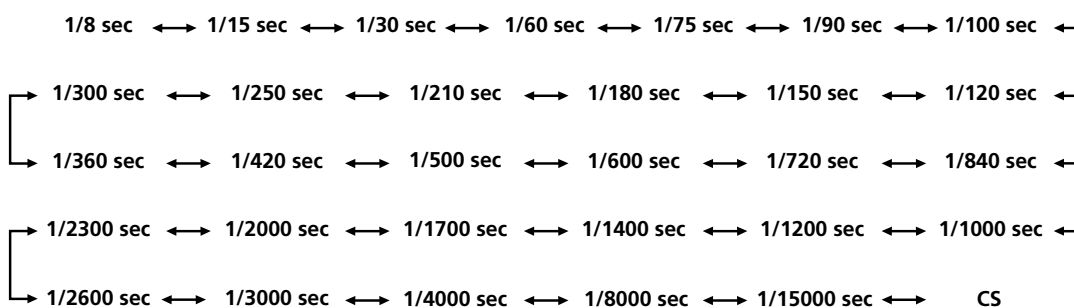 1/8 sec 1/15 sec 1/30 sec 1/60 sec 1/75 sec 1/90 sec 1/100 sec
1/300 sec 1/250 sec 1/210 sec 1/180 sec 1/150 sec 1/120 sec
1/360 sec 1/420 sec 1/500 sec 1/600 sec 1/720 sec 1/840 sec
1/2300 sec 1/2000 sec 1/1700 sec 1/1400 sec 1/1200 sec 1/1000 sec
1/2600 sec 1/3000 sec 1/4000 sec 1/8000 sec 1/15000 sec CS